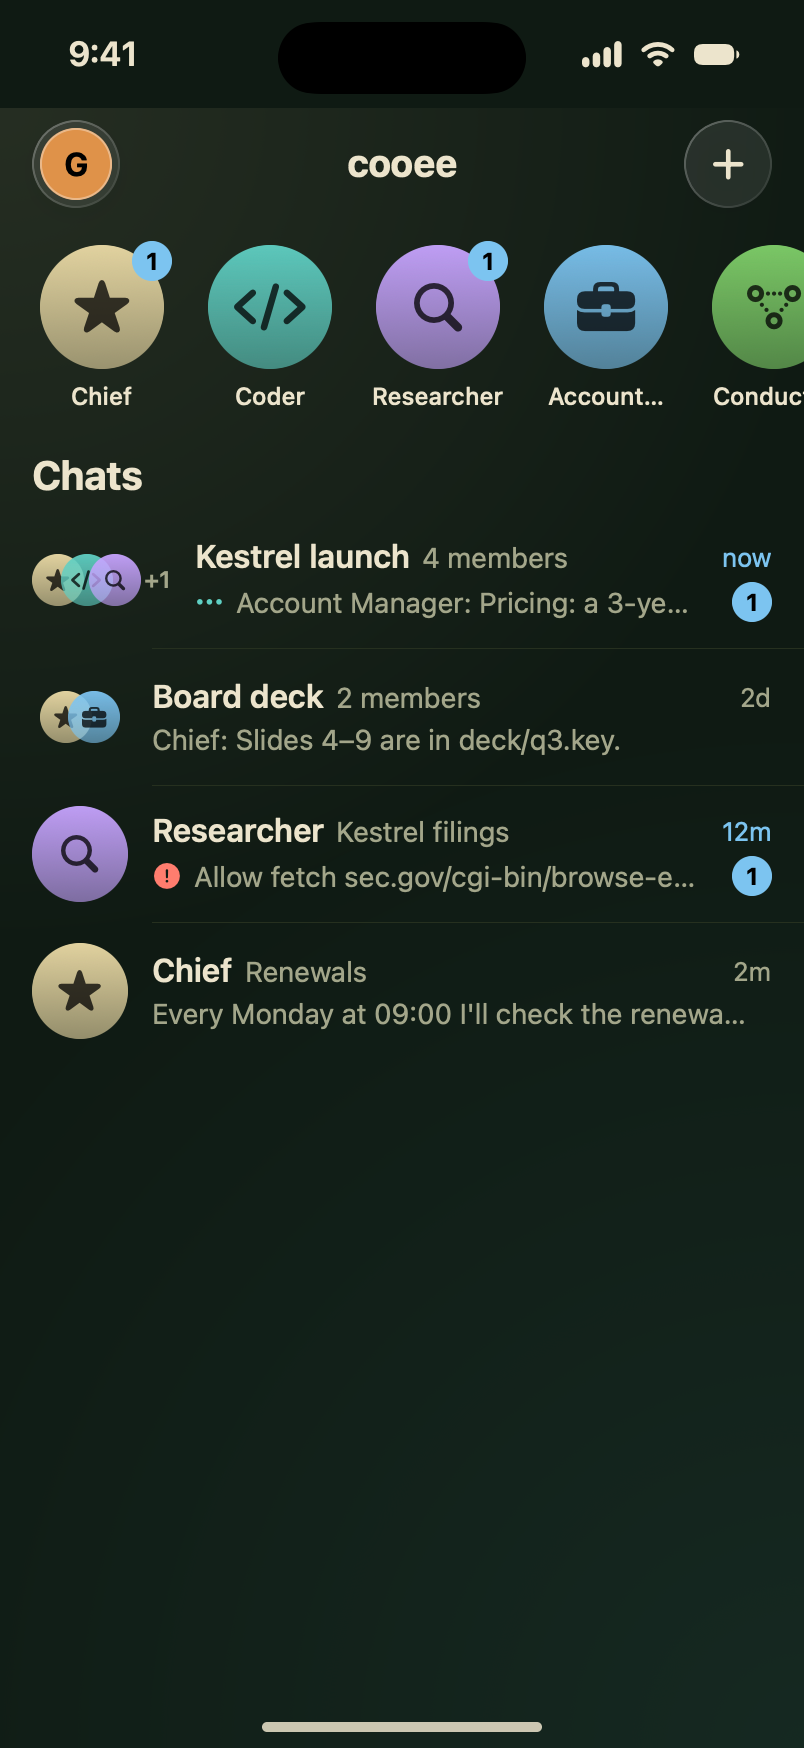 9:41
G
cooee
1
1
Chief
Coder
Researcher
Account...
Conduc
Chats
+1
Kestrel launch 4 members now
Account Manager: Pricing: a 3-ye... 1
Board deck 2 members 2d
Chief: Slides 4–9 are in deck/q3.key.
Researcher Kestrel filings 12m
Allow fetch sec.gov/cgi-bin/browse-e... 1
Chief Renewals 2m
Every Monday at 09:00 I'll check the renewa...